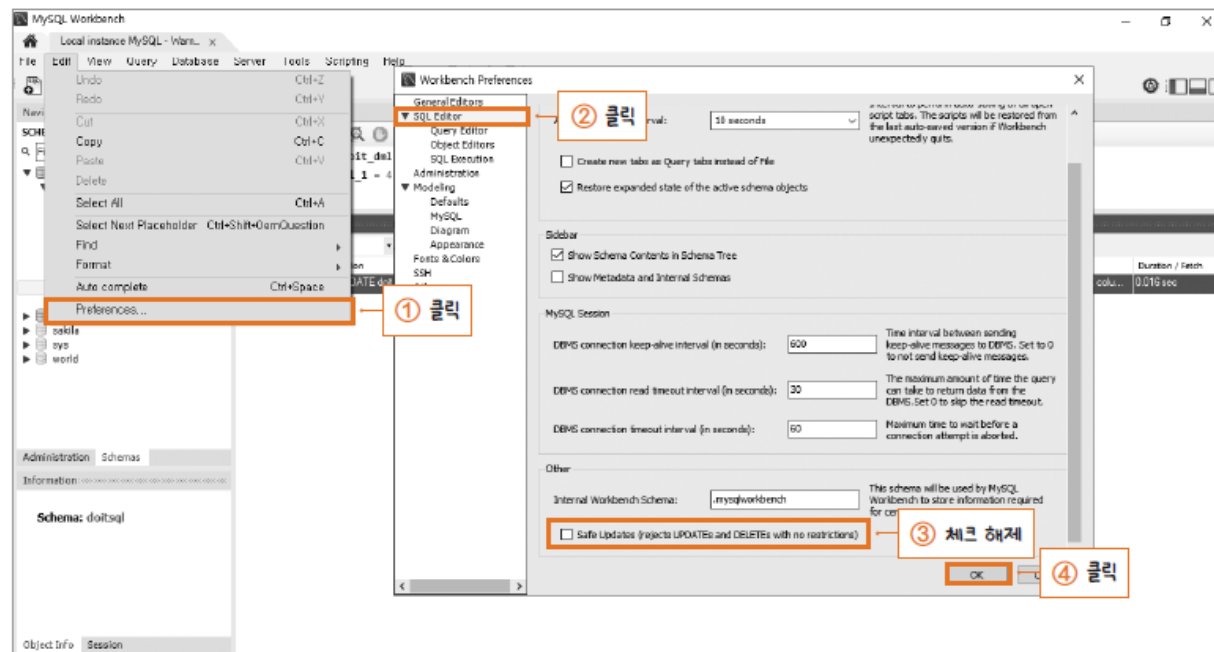 MySQL Workbench
Local instance MySQL - Warn... x
File Edit View Query Database Server Tools Scripting Help
Undo Ctrl+Z
Redo Ctrl+Y
Cut Ctrl+X
Copy Ctrl+C
Paste Ctrl+V
Delete
Select All Ctrl+A
Select Next Placeholder Ctrl+Shift+OemQuestion
Find
Format
Auto complete Ctrl+Space
Preferences...
① 클릭
Navi
SCHE
sakila
sys
world
Administration Schemas
Information
Schema: doitsql
Object Info Session
Workbench Preferences
General Editors
SQL Editor
② 클릭
Query Editor
Object Editors
SQL Execution
Administration
Modeling
Defaults
MySQL
Diagram
Appearance
Fonts & Colors
SSH
10 seconds
script tabs. The scripts will be restored from
the last auto-saved version if Workbench
unexpectedly quits.
Create new tabs as Query tabs instead of File
Restore expanded state of the active schema objects
Sidebar
Show Schema Contents in Schema Tree
Show Metadata and Internal Schemas
MySQL Session
DBMS connection keep-alive interval (in seconds): 600
Time interval between sending
keep-alive messages to DBMS. Set to 0
to not send keep-alive messages.
DBMS connection read timeout interval (in seconds): 30
The maximum amount of time the query
can take to return data from the
DBMS.Set 0 to skip the read timeout.
DBMS connection timeout interval (in seconds): 60
Maximum time to wait before a
connection attempt is aborted.
Other
Internal Workbench Schema: .mysqlworkbench
This schema will be used by MySQL
Workbench to store information required
for
Safe Updates (rejects UPDATEs and DELETEs with no restrictions)
③ 체크 해제
OK
④ 클릭
Duration / Fetch
colu... 0.016 sec